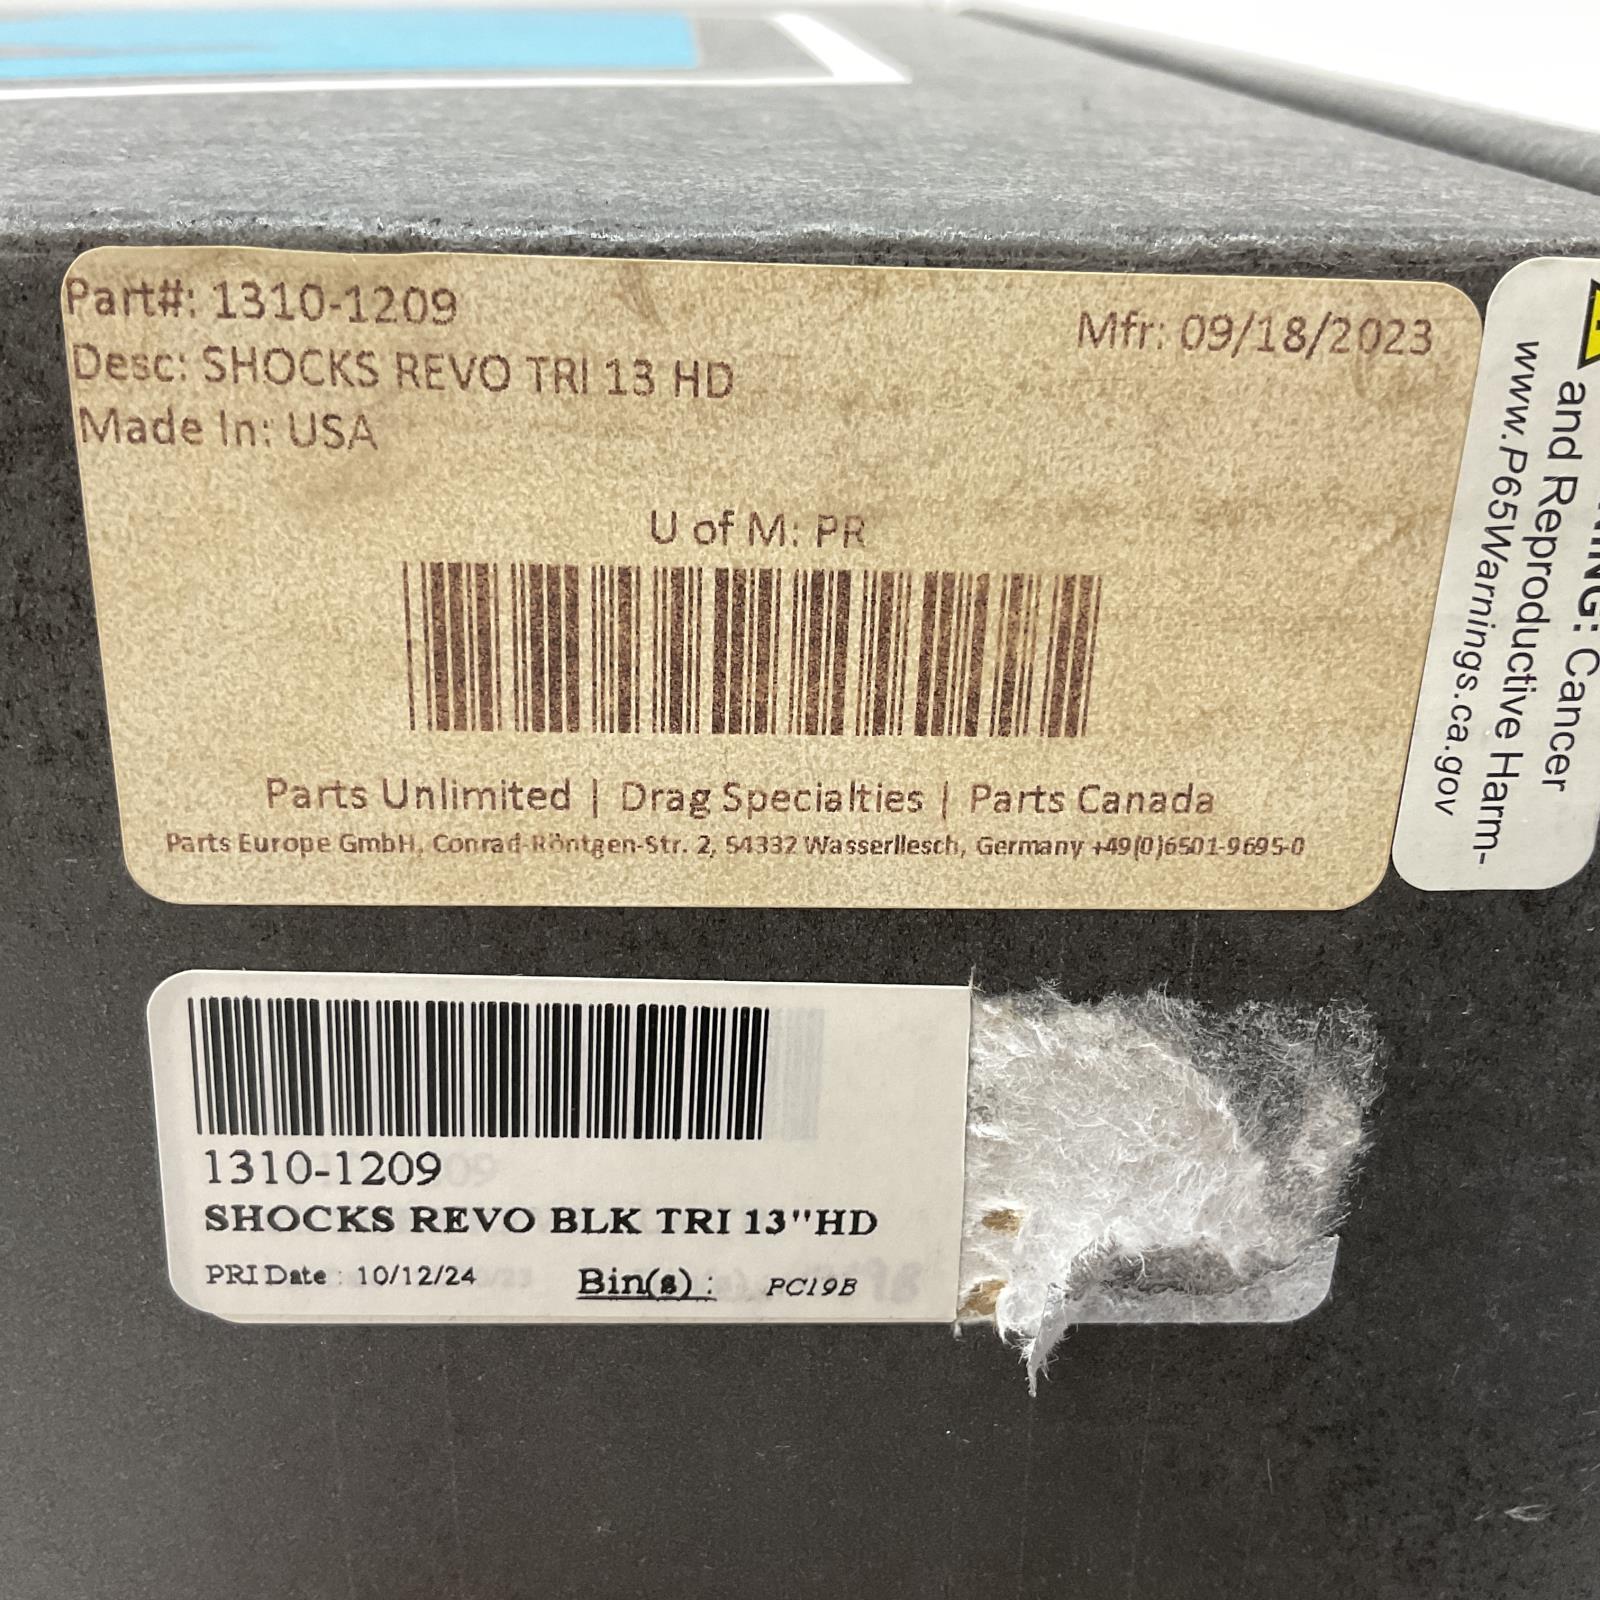 Part#: 1310-1209
Mfr: 09/18/2023
Desc: SHOCKS REVO TRI 13 HD
Made In: USA
U of M: PR
Parts Unlimited | Drag Specialties | Parts Canada
Parts Europe GmbH, Conrad-Röntgen-Str. 2, 54332 Wasserllesch, Germany +49(0)6501-9695-0
Cancer
and Reproductive Harm-
www.P65Warnings.ca.gov
1310-1209
SHOCKS REVO BLK TRI 13"HD
PRI Date : 10/12/24 Bin(s) : PC19B